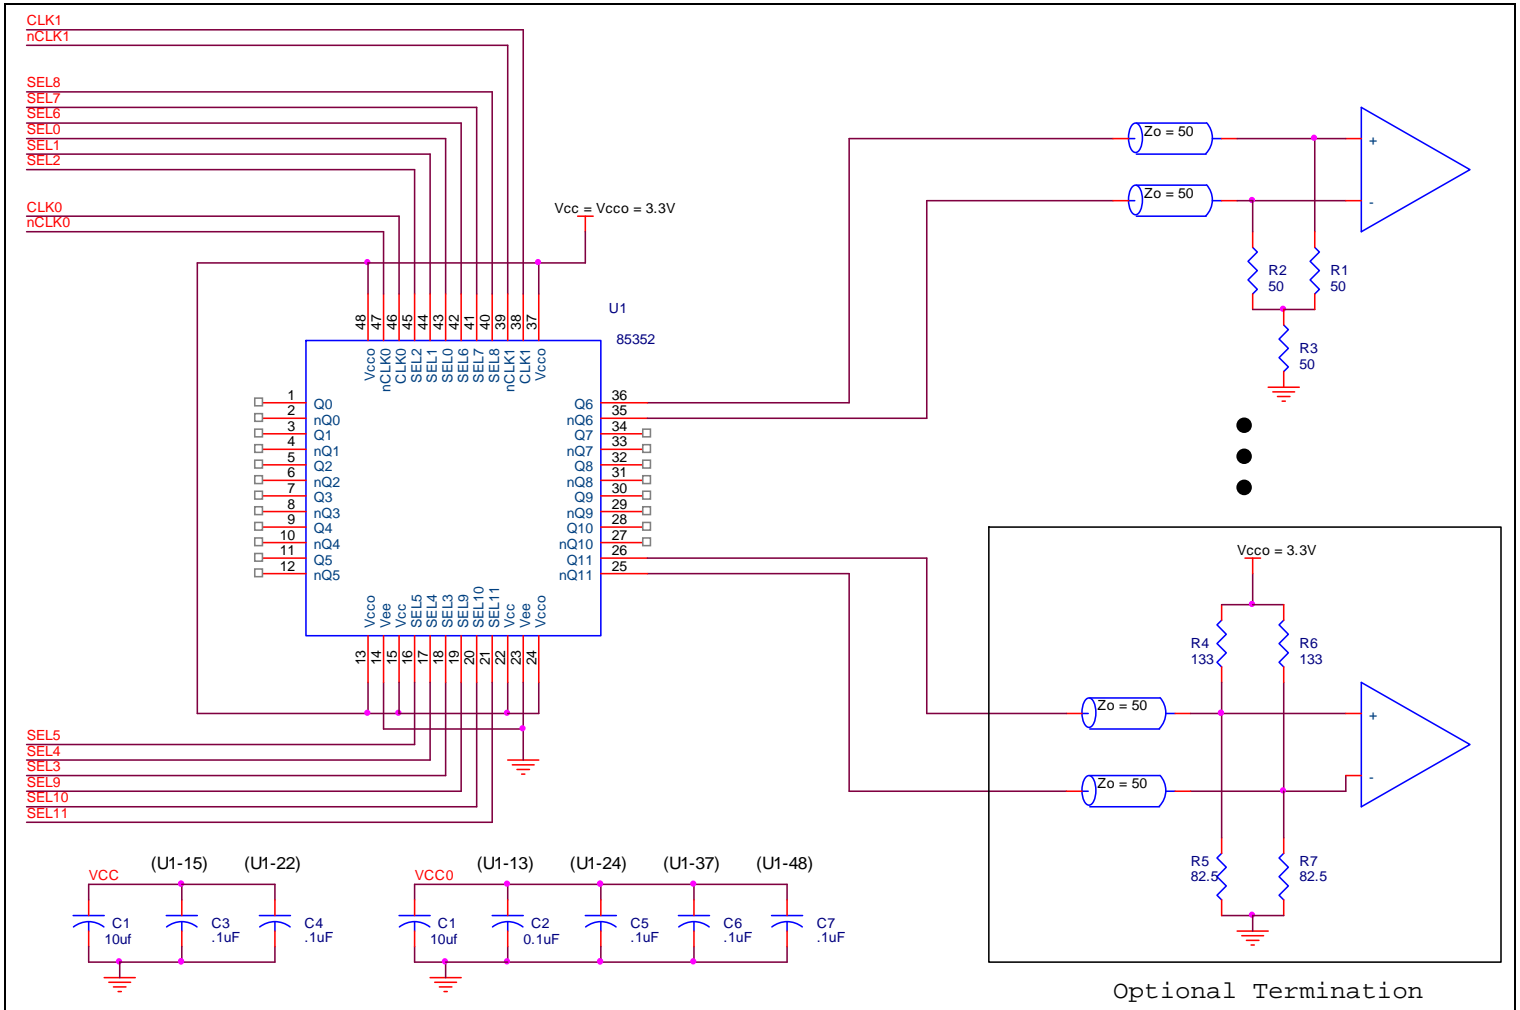 CLK1
nCLK1
SEL8
SEL7
SEL6
SEL0
SEL1
SEL2
CLK0
nCLK0
Vcc = Vcco = 3.3V
U1
85352
48
47
46
45
44
43
42
41
40
39
38
37
Vcco
nCLK0
CLK0
SEL2
SEL1
SEL0
SEL6
SEL7
SEL8
nCLK1
CLK1
Vcco
1 Q0
2 nQ0
3 Q1
4 nQ1
5 Q2
6 nQ2
7 Q3
8 nQ3
9 Q4
10 nQ4
11 Q5
12 nQ5
Q6 36
nQ6 35
Q7 34
nQ7 33
Q8 32
nQ8 31
Q9 30
nQ9 29
Q10 28
nQ10 27
Q11 26
nQ11 25
Vcco
Vee
Vcc
SEL5
SEL4
SEL3
SEL9
SEL10
SEL11
Vcc
Vee
Vcco
13
14
15
16
17
18
19
20
21
22
23
24
SEL5
SEL4
SEL3
SEL9
SEL10
SEL11
Zo = 50
+
Zo = 50
-
R2
50
R1
50
R3
50
Vcco = 3.3V
R4
133
R6
133
Zo = 50
+
Zo = 50
-
R5
82.5
R7
82.5
Optional Termination
VCC
(U1-15)
(U1-22)
C1
10uf
C3
.1uF
C4
.1uF
VCC0
(U1-13)
(U1-24)
(U1-37)
(U1-48)
C1
10uf
C2
0.1uF
C5
.1uF
C6
.1uF
C7
.1uF